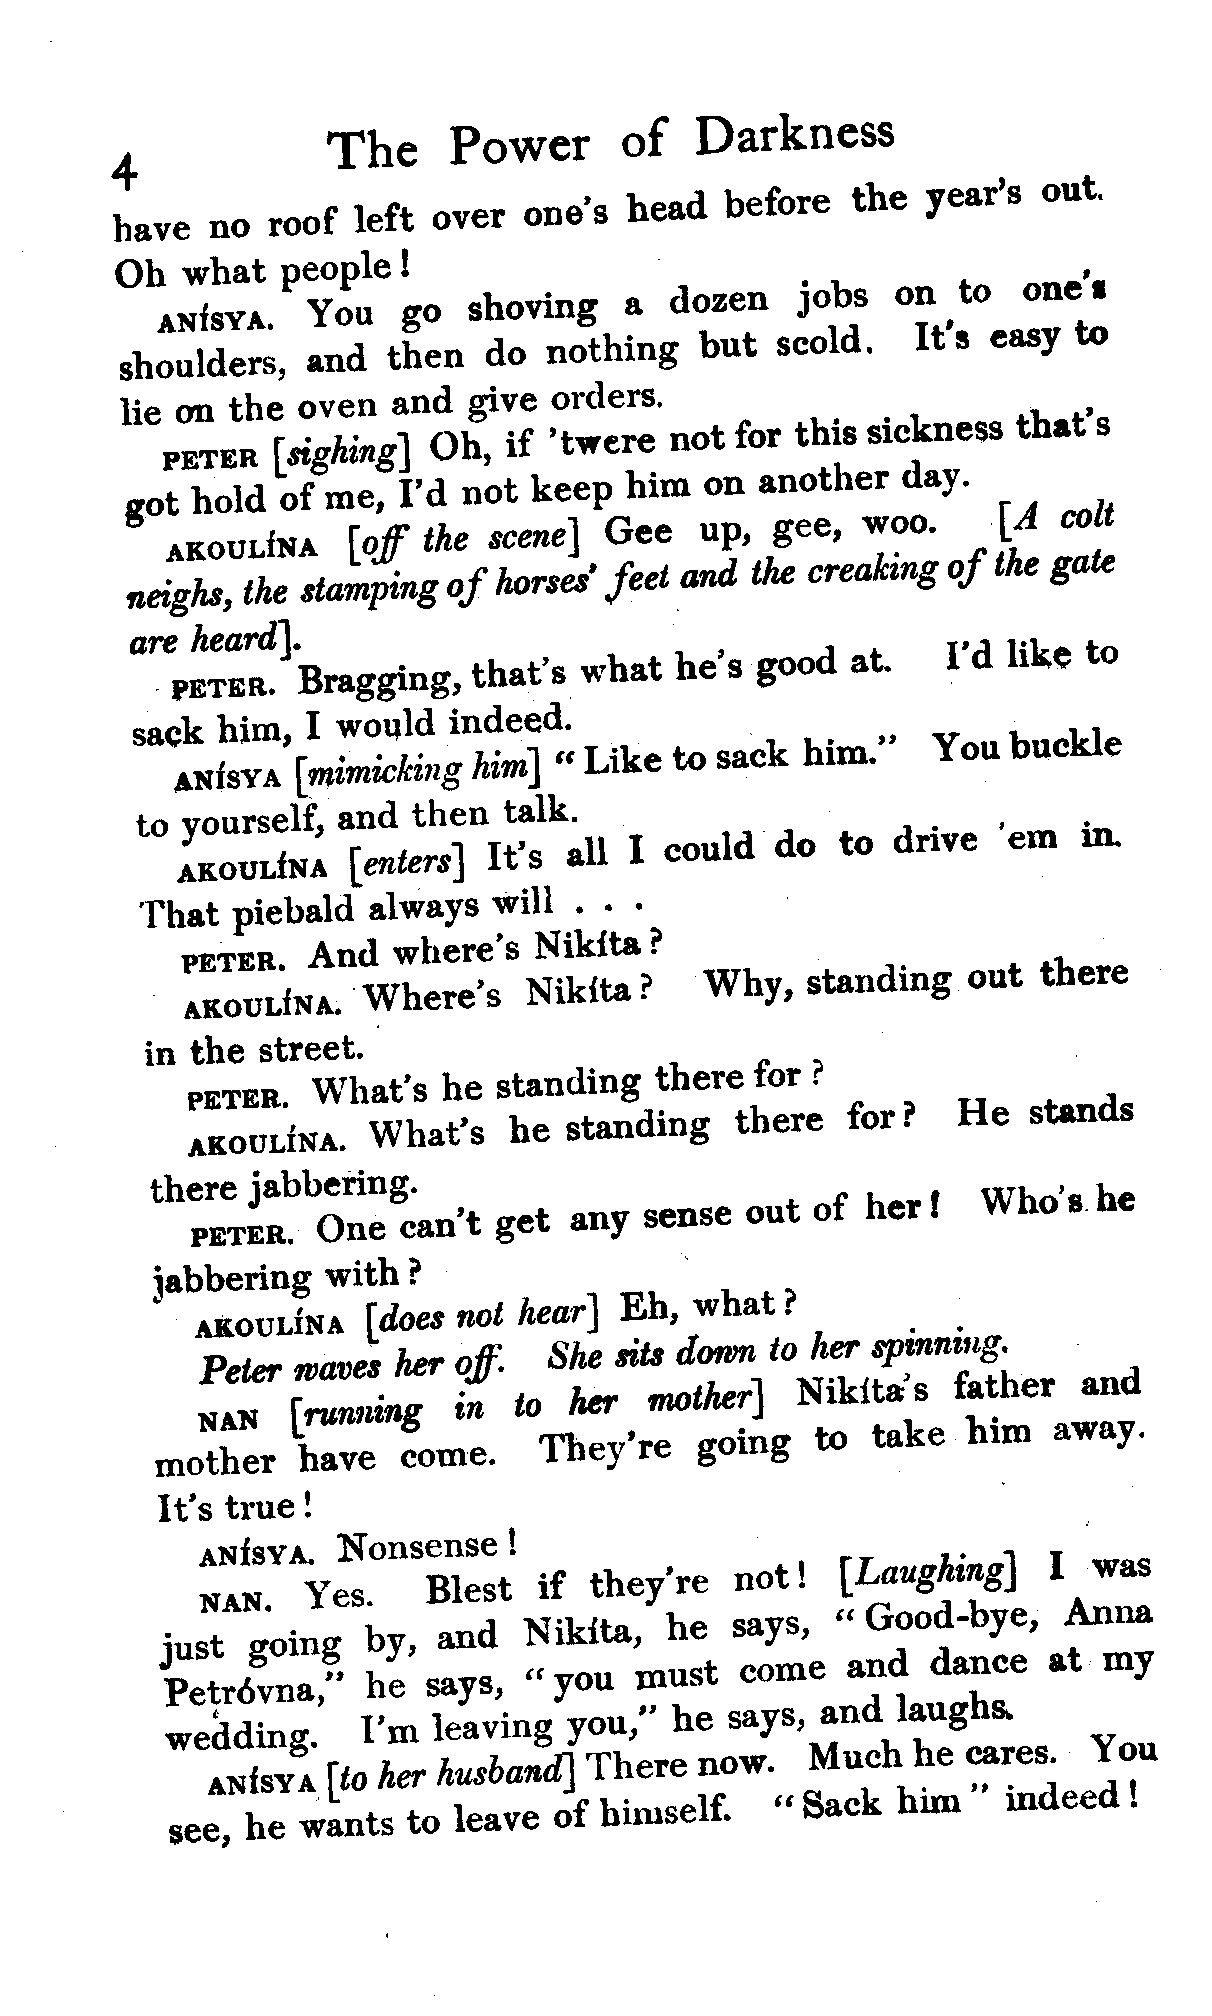 4 The Power of Darkness
have no roof left over one's head before the year's out.
Oh what people!
ANÍSYA. You go shoving a dozen jobs on to one's
shoulders, and then do nothing but scold. It's easy to
lie on the oven and give orders.
PETER [sighing] Oh, if 'twere not for this sickness that's
got hold of me, I'd not keep him on another day.
AKOULÍNA [off the scene] Gee up, gee, woo. [A colt
neighs, the stamping of horses' feet and the creaking of the gate
are heard].
PETER. Bragging, that's what he's good at. I'd like to
sack him, I would indeed.
ANÍSYA [mimicking him] "Like to sack him." You buckle
to yourself, and then talk.
AKOULÍNA [enters] It's all I could do to drive 'em in.
That piebald always will . . .
PETER. And where's Nikíta?
AKOULÍNA. Where's Nikíta? Why, standing out there
in the street.
PETER. What's he standing there for?
AKOULÍNA. What's he standing there for? He stands
there jabbering.
PETER. One can't get any sense out of her! Who's he
jabbering with?
AKOULÍNA [does not hear] Eh, what?
Peter waves her off. She sits down to her spinning.
NAN [running in to her mother] Nikíta's father and
mother have come. They're going to take him away.
It's true!
ANÍSYA. Nonsense!
NAN. Yes. Blest if they're not! [Laughing] I was
just going by, and Nikíta, he says, "Good-bye, Anna
Petróvna," he says, "you must come and dance at my
wedding. I'm leaving you," he says, and laughs.
ANÍSYA [to her husband] There now. Much he cares. You
see, he wants to leave of himself. "Sack him" indeed!